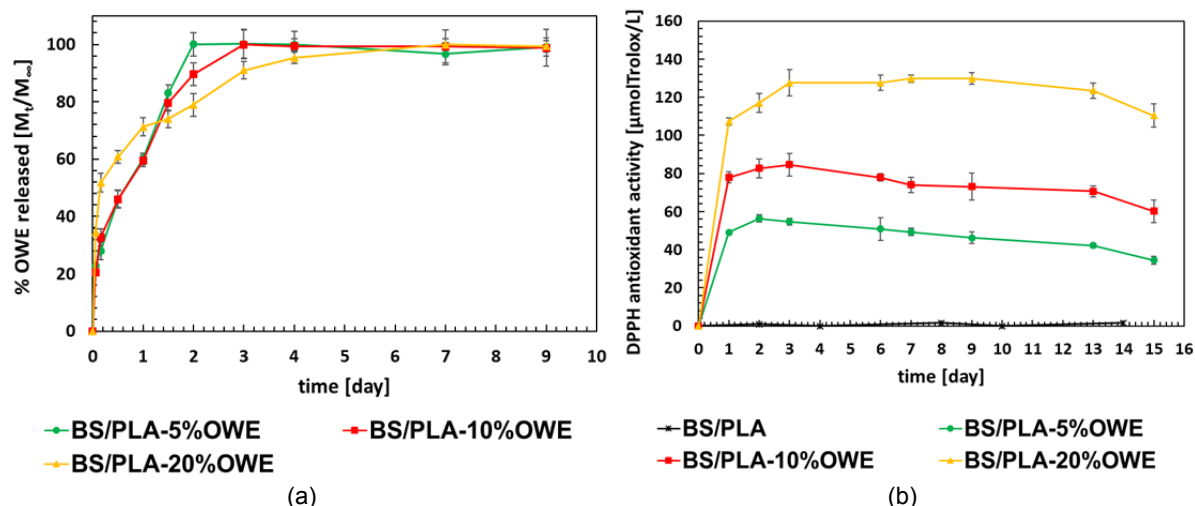 % OWE released [Mt/M∞]
120
100
80
60
40
20
0
0 1 2 3 4 5 6 7 8 9 10
time [day]
BS/PLA-5%OWE
BS/PLA-10%OWE
BS/PLA-20%OWE
(a)
DPPH antioxidant activity [µmolTrolox/L]
160
140
120
100
80
60
40
20
0
0 1 2 3 4 5 6 7 8 9 10 11 12 13 14 15 16
time [day]
BS/PLA
BS/PLA-5%OWE
BS/PLA-10%OWE
BS/PLA-20%OWE
(b)